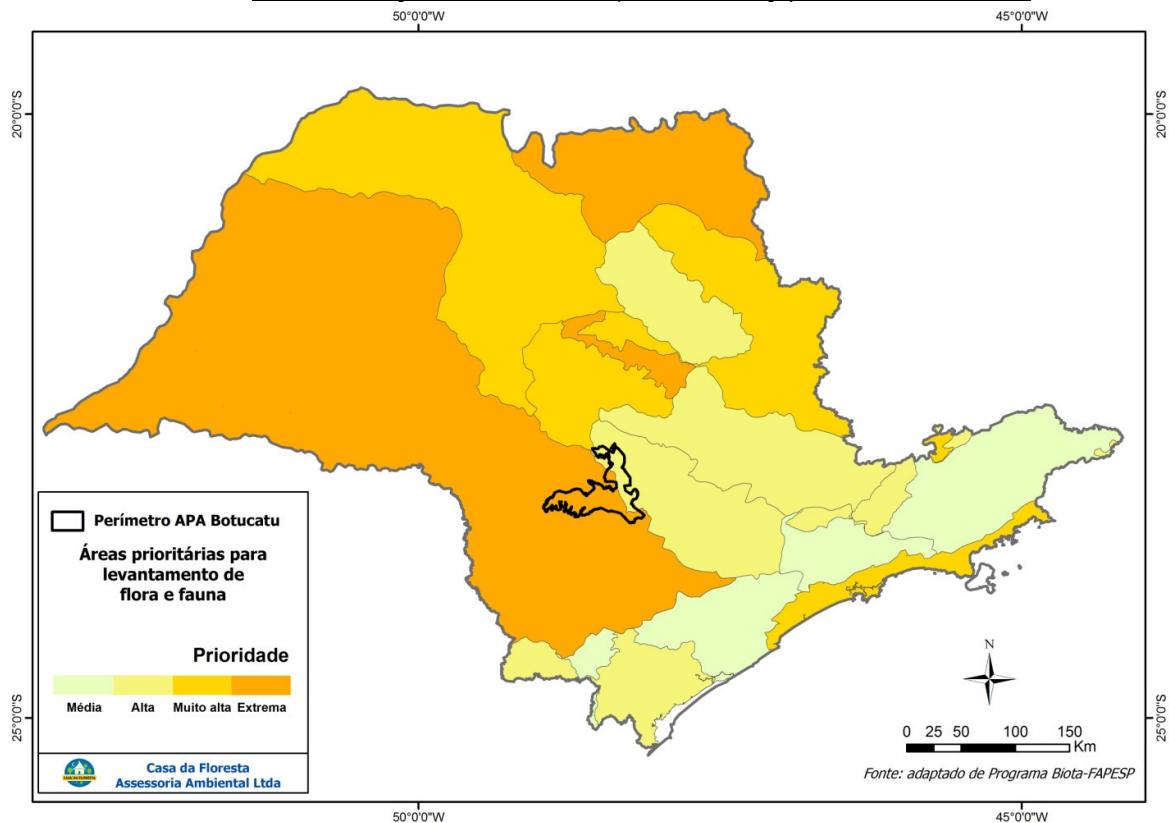 50°0'0"W
45°0'0"W
20°0'0"S
20°0'0"S
Perímetro APA Botucatu
Áreas prioritárias para
levantamento de
flora e fauna
Prioridade
Média Alta Muito alta Extrema
CASA DA FLORESTA
Casa da Floresta
Assessoria Ambiental Ltda
N
0 25 50 100 150
Km
Fonte: adaptado de Programa Biota-FAPESP
25°0'0"S
25°0'0"S
50°0'0"W
45°0'0"W